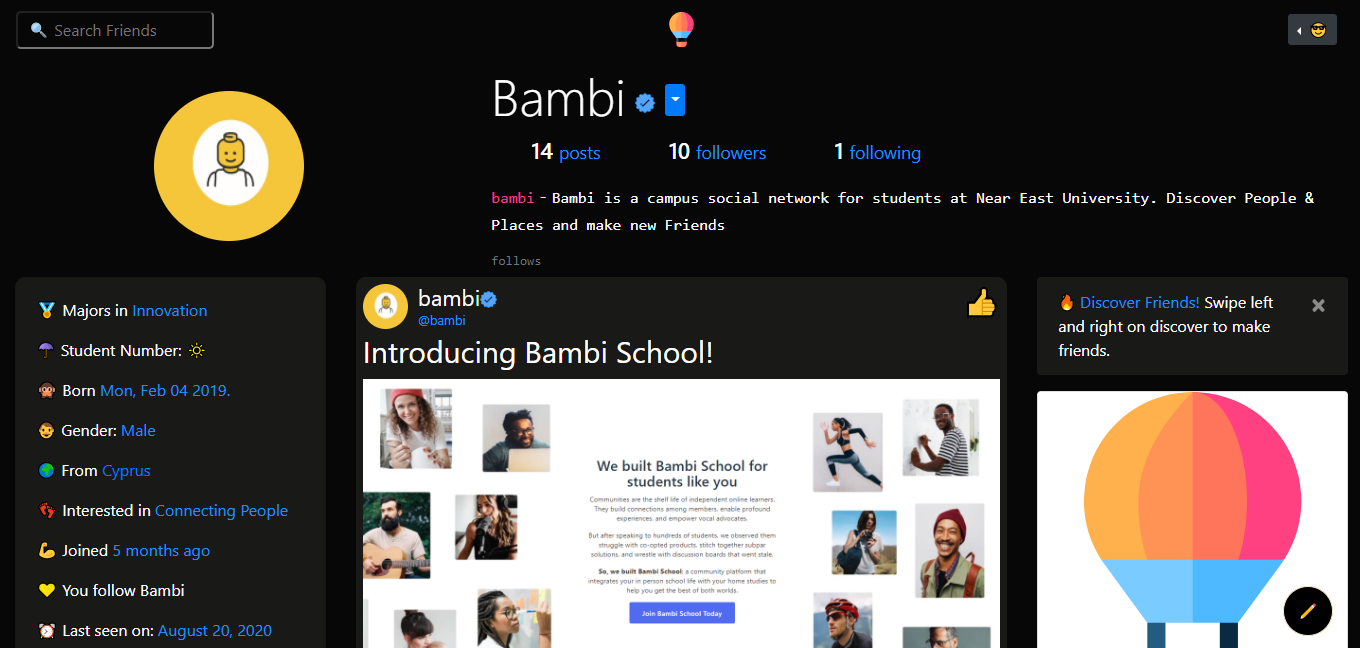 Search Friends
Bambi
14 posts 10 followers 1 following
bambi - Bambi is a campus social network for students at Near East University. Discover People &
Places and make new Friends
follows
Majors in Innovation
Student Number:
Born Mon, Feb 04 2019.
Gender: Male
From Cyprus
Interested in Connecting People
Joined 5 months ago
You follow Bambi
Last seen on: August 20, 2020
bambi
@bambi
Introducing Bambi School!
We built Bambi School for
students like you
Communities are the shelf life of independent online learners.
They build connections among members, enable profound
experiences, and empower vocal advocates.
But after speaking to hundreds of students, we observed them
struggle with co-opted products, stitch together subpar
solutions, and wrestle with discussion boards that went stale.
So, we built Bambi School: a community platform that
integrates your in person school life with your home studies to
help you get the best of both worlds.
Join Bambi School Today
Discover Friends! Swipe left
and right on discover to make
friends.